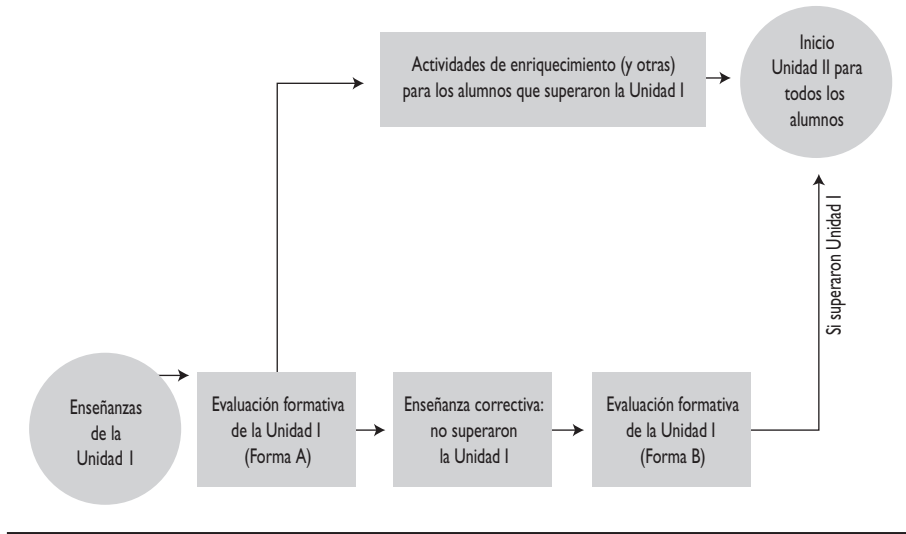 Actividades de enriquecimiento (y otras)
para los alumnos que superaron la Unidad I
Inicio
Unidad II para
todos los
alumnos
Si superaron Unidad I
Enseñanzas
de la
Unidad I
Evaluación formativa
de la Unidad I
(Forma A)
Enseñanza correctiva:
no superaron
la Unidad I
Evaluación formativa
de la Unidad I
(Forma B)